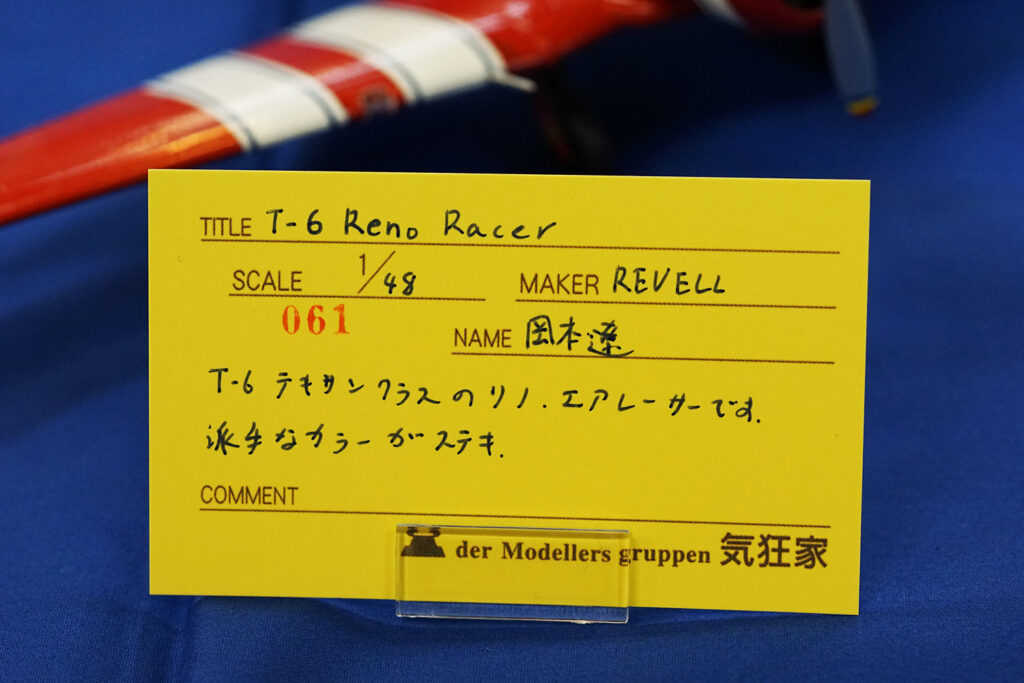 TITLE T-6 Reno Racer
SCALE 1/48 MAKER REVELL
061
NAME 岡本遼
T-6 テキサンクラスのリノ.エアレーサーです.
派手なカラーがステキ.
COMMENT
der Modellers gruppen 気狂家